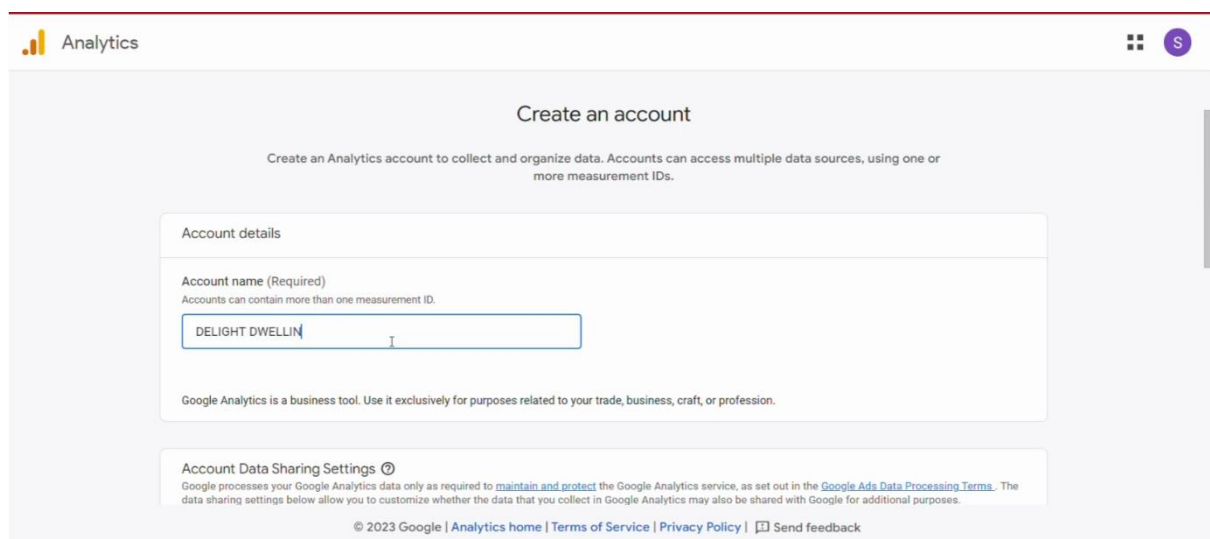 Analytics
S
Create an account
Create an Analytics account to collect and organize data. Accounts can access multiple data sources, using one or
more measurement IDs.
Account details
Account name (Required)
Accounts can contain more than one measurement ID.
DELIGHT DWELLIN
Google Analytics is a business tool. Use it exclusively for purposes related to your trade, business, craft, or profession.
Account Data Sharing Settings ?
Google processes your Google Analytics data only as required to maintain and protect the Google Analytics service, as set out in the Google Ads Data Processing Terms . The
data sharing settings below allow you to customize whether the data that you collect in Google Analytics may also be shared with Google for additional purposes.
© 2023 Google | Analytics home | Terms of Service | Privacy Policy | Send feedback